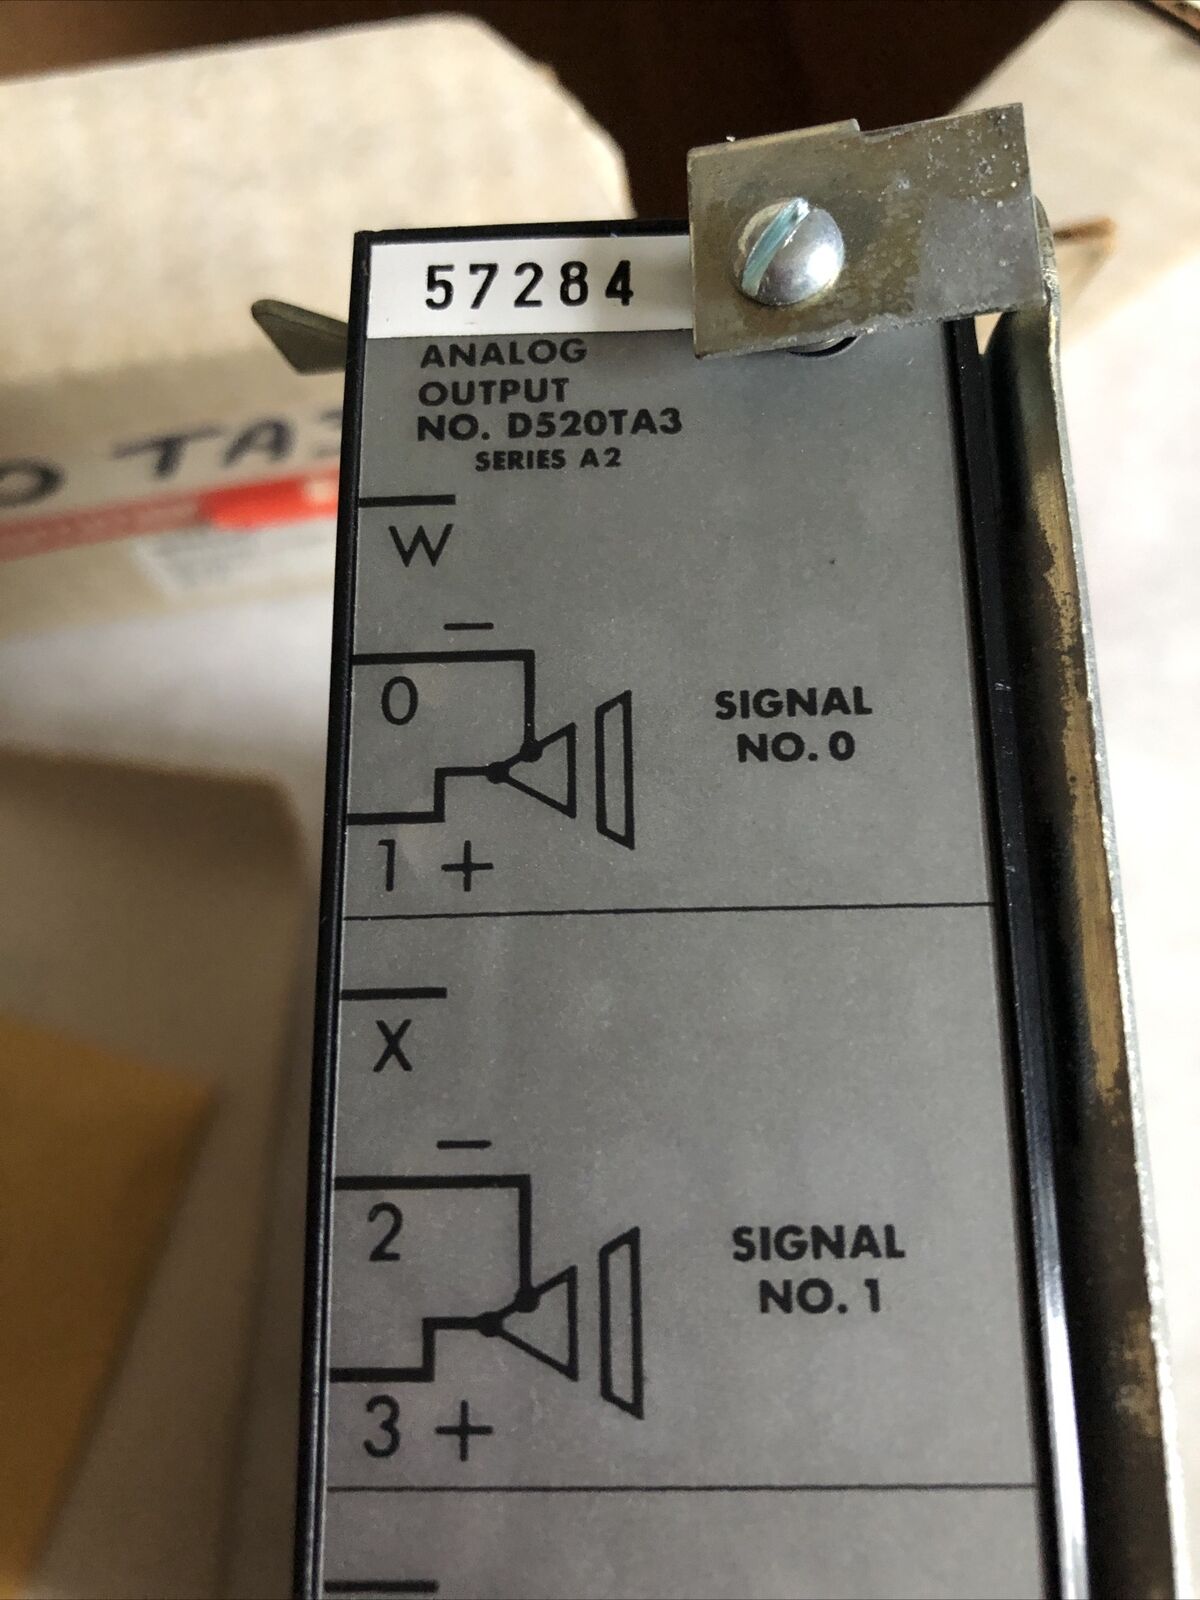 57284
ANALOG
OUTPUT
NO. D520TA3
SERIES A2
W
−
0
SIGNAL
NO. 0
1 +
X
−
2
SIGNAL
NO. 1
3 +